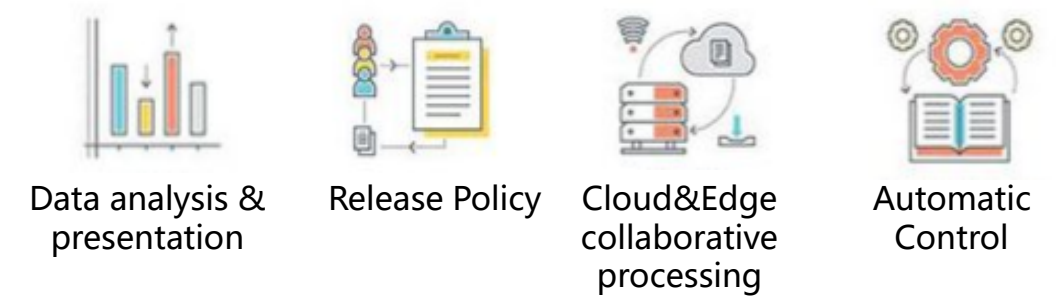 Data analysis &
presentation
Release Policy
Cloud&Edge
collaborative
processing
Automatic
Control